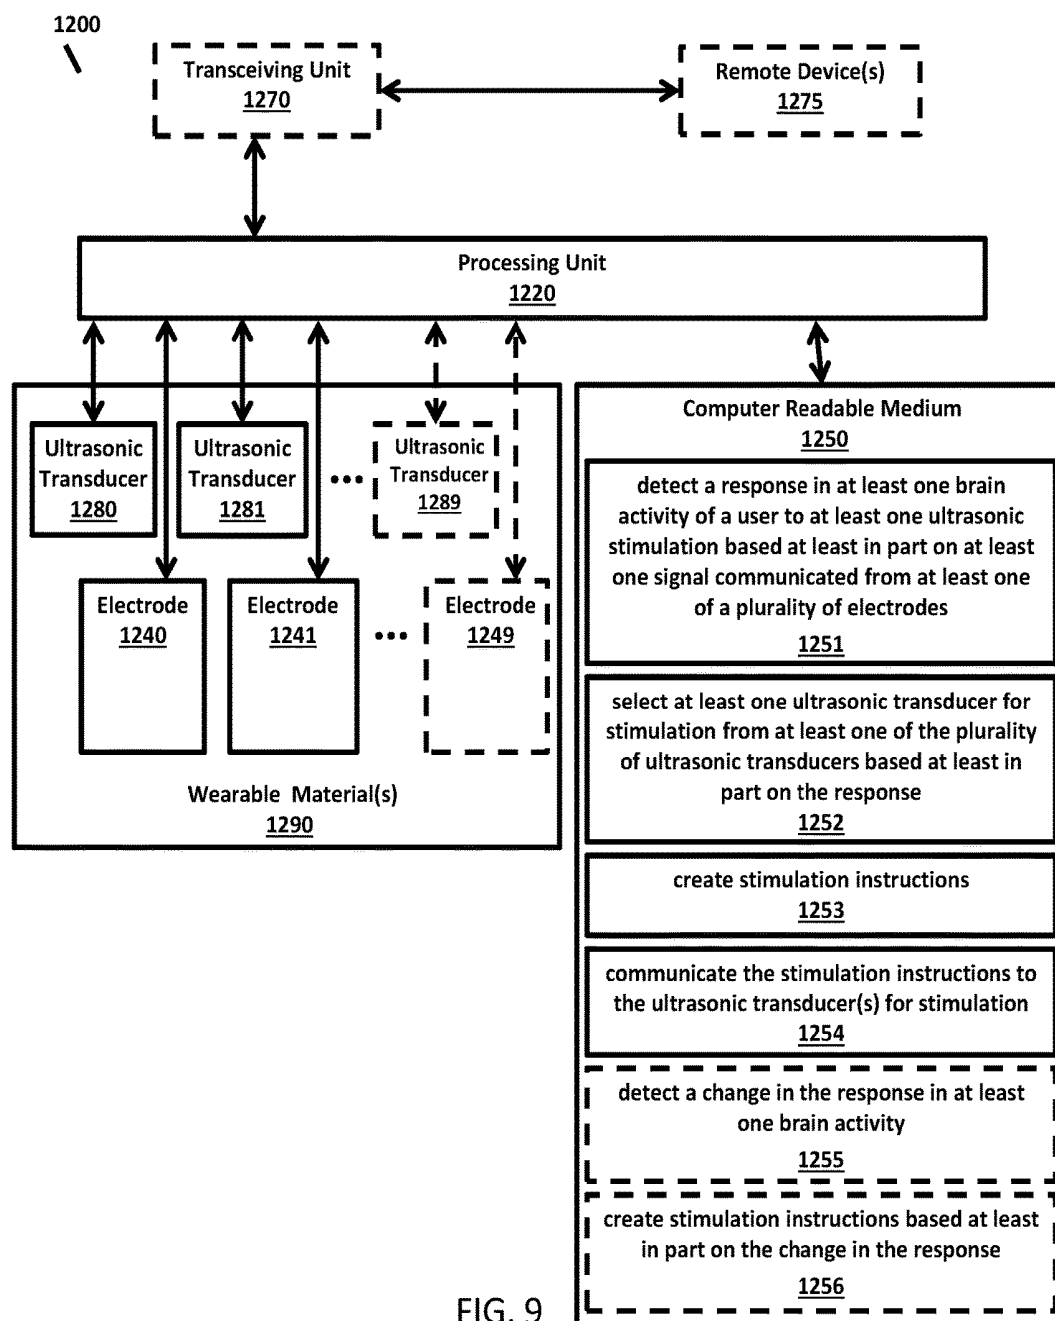 1200
Transceiving Unit
1270
Remote Device(s)
1275
Processing Unit
1220
Ultrasonic
Transducer
1280
Ultrasonic
Transducer
1281
...
Ultrasonic
Transducer
1289
Electrode
1240
Electrode
1241
...
Electrode
1249
Wearable Material(s)
1290
Computer Readable Medium
1250
detect a response in at least one brain
activity of a user to at least one ultrasonic
stimulation based at least in part on at least
one signal communicated from at least one
of a plurality of electrodes
1251
select at least one ultrasonic transducer for
stimulation from at least one of the plurality
of ultrasonic transducers based at least in
part on the response
1252
create stimulation instructions
1253
communicate the stimulation instructions to
the ultrasonic transducer(s) for stimulation
1254
detect a change in the response in at least
one brain activity
1255
create stimulation instructions based at least
in part on the change in the response
1256
FIG. 9